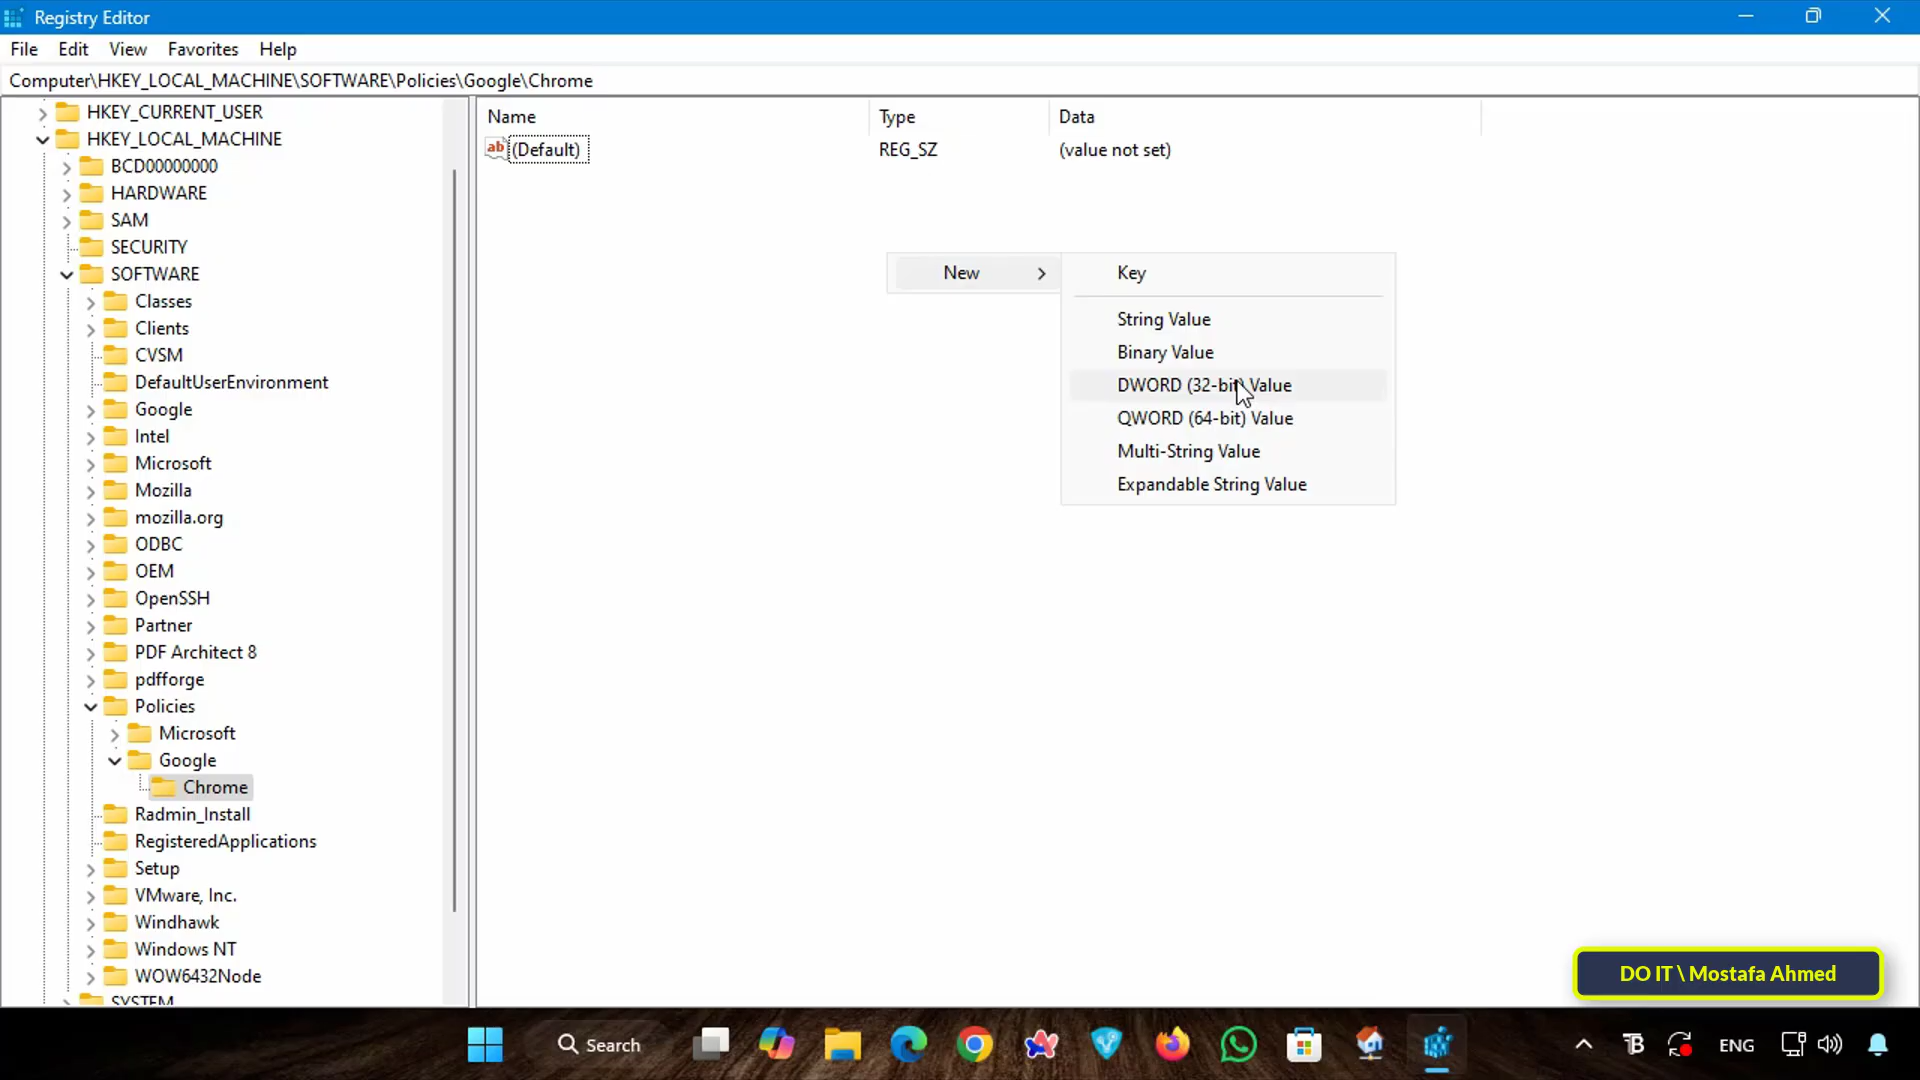 Registry Editor
File Edit View Favorites Help
Computer\HKEY_LOCAL_MACHINE\SOFTWARE\Policies\Google\Chrome
HKEY_CURRENT_USER
HKEY_LOCAL_MACHINE
BCD00000000
HARDWARE
SAM
SECURITY
SOFTWARE
Classes
Clients
CVSM
DefaultUserEnvironment
Google
Intel
Microsoft
Mozilla
mozilla.org
ODBC
OEM
OpenSSH
Partner
PDF Architect 8
pdfforge
Policies
Microsoft
Google
Chrome
Radmin_Install
RegisteredApplications
Setup
VMware, Inc.
Windhawk
Windows NT
WOW6432Node
SYSTEM
Name Type Data
ab (Default) REG_SZ (value not set)
New
Key
String Value
Binary Value
DWORD (32-bit) Value
QWORD (64-bit) Value
Multi-String Value
Expandable String Value
DO IT \ Mostafa Ahmed
Search
ENG